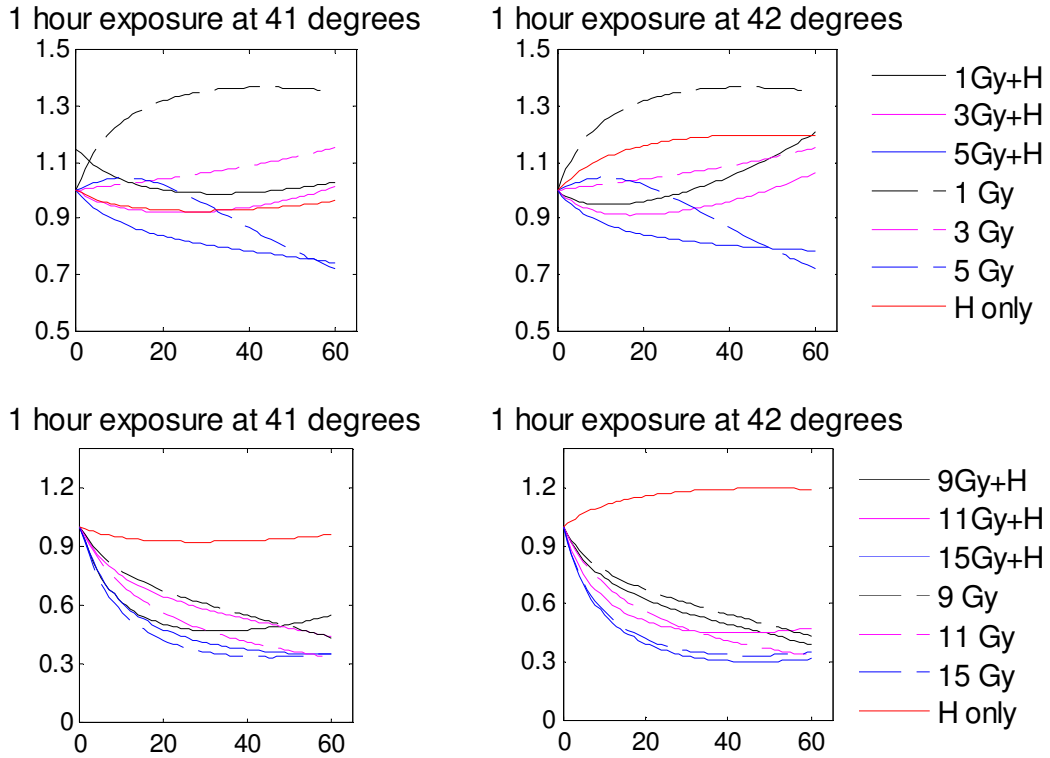 1 hour exposure at 41 degrees
1.5
1.3
1.1
0.9
0.7
0.5
0 20 40 60
1 hour exposure at 42 degrees
1.5
1.3
1.1
0.9
0.7
0.5
0 20 40 60
1Gy+H
3Gy+H
5Gy+H
1 Gy
3 Gy
5 Gy
H only
1 hour exposure at 41 degrees
1.2
0.9
0.6
0.3
0
0 20 40 60
1 hour exposure at 42 degrees
1.2
0.9
0.6
0.3
0
0 20 40 60
9Gy+H
11Gy+H
15Gy+H
9 Gy
11 Gy
15 Gy
H only